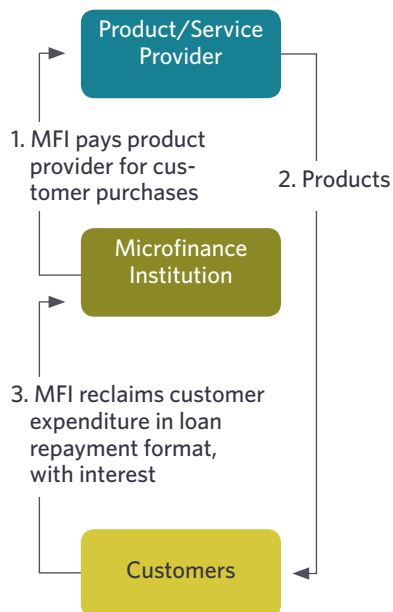 Product/Service
Provider
1. MFI pays product
provider for cus-
tomer purchases
2. Products
Microfinance
Institution
3. MFI reclaims customer
expenditure in loan
repayment format,
with interest
Customers